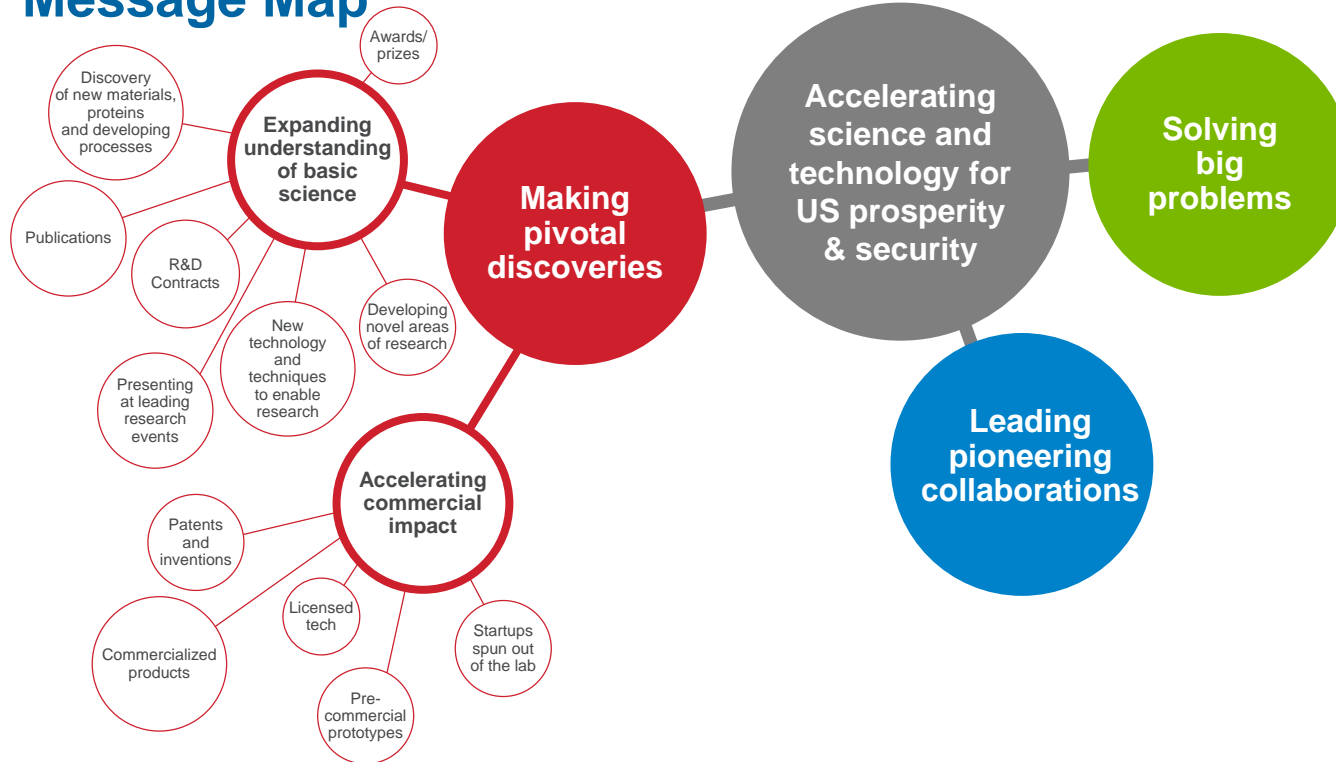 Message Map
Awards/
prizes
Discovery
of new materials,
proteins
and developing
processes
Expanding
understanding
of basic
science
Publications
R&D
Contracts
Presenting
at leading
research
events
New
technology
and
techniques
to enable
research
Developing
novel areas
of research
Making
pivotal
discoveries
Accelerating
science and
technology for
US prosperity
& security
Solving
big
problems
Leading
pioneering
collaborations
Accelerating
commercial
impact
Patents
and
inventions
Commercialized
products
Licensed
tech
Pre-
commercial
prototypes
Startups
spun out
of the lab